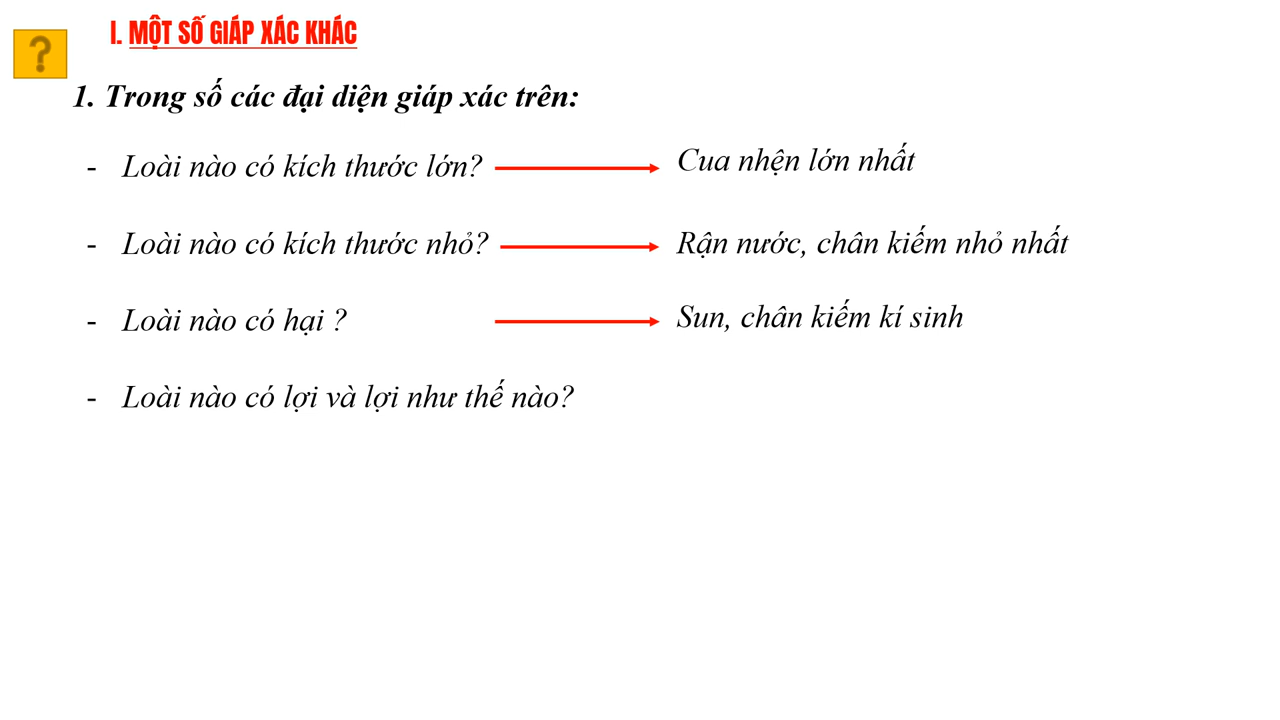 ?
I. MỘT SỐ GIÁP XÁC KHÁC
1. Trong số các đại diện giáp xác trên:
- Loài nào có kích thước lớn? Cua nhện lớn nhất
- Loài nào có kích thước nhỏ? Rận nước, chân kiếm nhỏ nhất
- Loài nào có hại ? Sun, chân kiếm kí sinh
- Loài nào có lợi và lợi như thế nào?